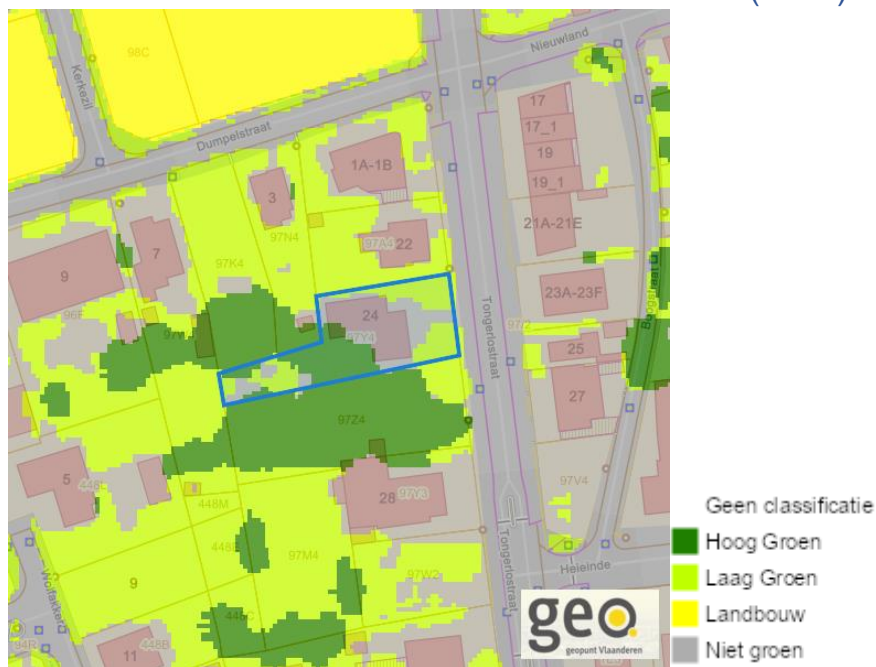 98C
Nieuwland
Kerkezil
Dumpelstraat
17
17_1
1A-1B
19
3
19_1
21A-21E
97N4
97A4
22
7
97K4
9
23A-23F
24
97Y4
Tongerlostraat
25
27
97Z4
5
28
97Y3
97V4
448M
Geen classificatie
Hoog Groen
97M4
Laag Groen
9
97W2
Tongerlostraat
Heieinde
Landbouw
geo
geopunt Vlaanderen
Niet groen
448B
11